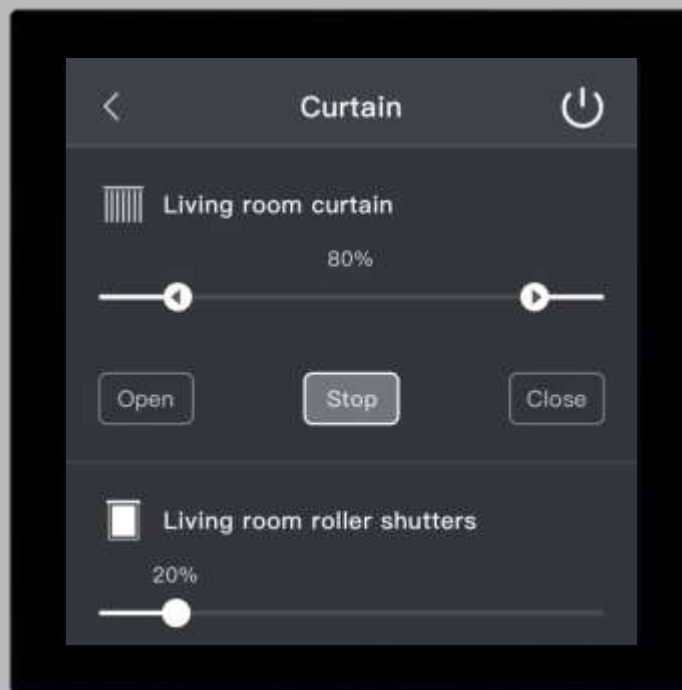 Curtain
Living room curtain
80%
Open Stop Close
Living room roller shutters
20%